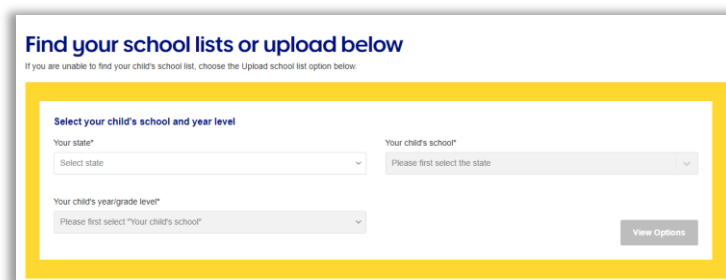 Find your school lists or upload below
If you are unable to find your child's school list, choose the Upload school list option below.
Select your child's school and year level
Your state*
Select state
Your child's school*
Please first select the state
Your child's year/grade level*
Please first select "Your child's school"
View Options